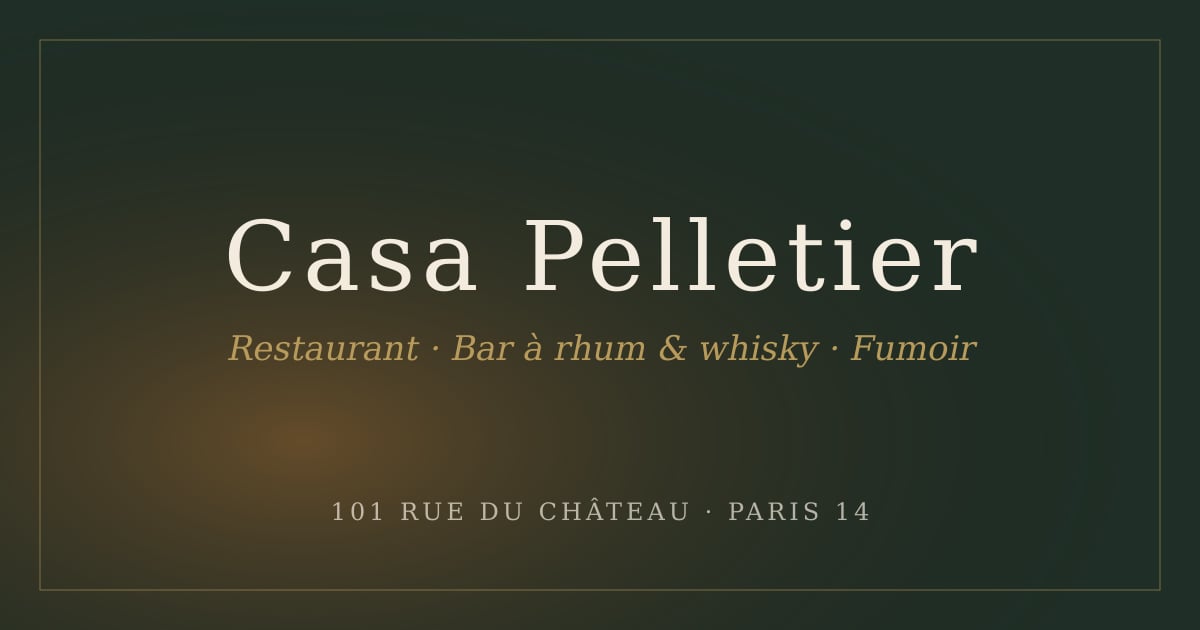 Casa Pelletier
Restaurant · Bar à rhum & whisky · Fumoir
101 RUE DU CHÂTEAU · PARIS 14